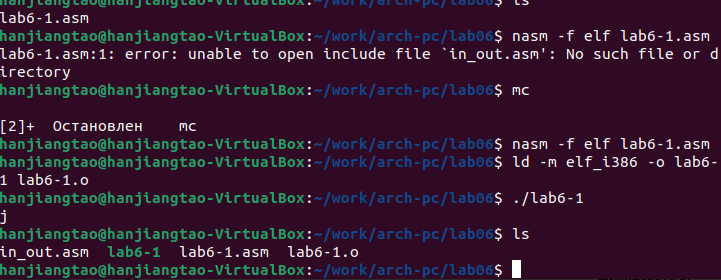 hanjiangtao@hanjiangtao-VirtualBox:~/work/arch-pc/lab06$ ls
lab6-1.asm
hanjiangtao@hanjiangtao-VirtualBox:~/work/arch-pc/lab06$ nasm -f elf lab6-1.asm
lab6-1.asm:1: error: unable to open include file `in_out.asm': No such file or d
irectory
hanjiangtao@hanjiangtao-VirtualBox:~/work/arch-pc/lab06$ mc
[2]+  Остановлен    mc
hanjiangtao@hanjiangtao-VirtualBox:~/work/arch-pc/lab06$ nasm -f elf lab6-1.asm
hanjiangtao@hanjiangtao-VirtualBox:~/work/arch-pc/lab06$ ld -m elf_i386 -o lab6-
1 lab6-1.o
hanjiangtao@hanjiangtao-VirtualBox:~/work/arch-pc/lab06$ ./lab6-1
j
hanjiangtao@hanjiangtao-VirtualBox:~/work/arch-pc/lab06$ ls
in_out.asm  lab6-1  lab6-1.asm  lab6-1.o
hanjiangtao@hanjiangtao-VirtualBox:~/work/arch-pc/lab06$